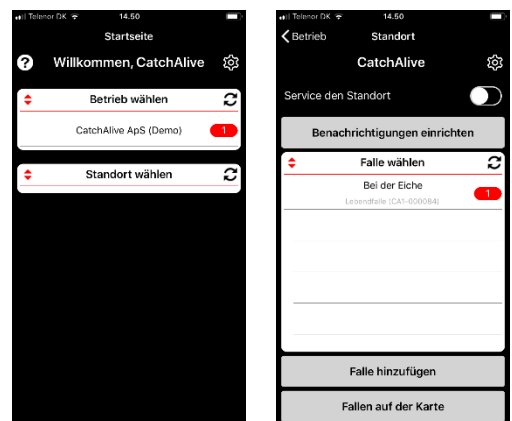 Telenor DK 14.50
Startseite
? Willkommen, CatchAlive
Betrieb wählen
CatchAlive ApS (Demo) 1
Standort wählen
Telenor DK 14.50
Betrieb Standort
CatchAlive
Service den Standort
Benachrichtigungen einrichten
Falle wählen
Bei der Eiche
Lebendfalle (CA1-000084) 1
Falle hinzufügen
Fallen auf der Karte